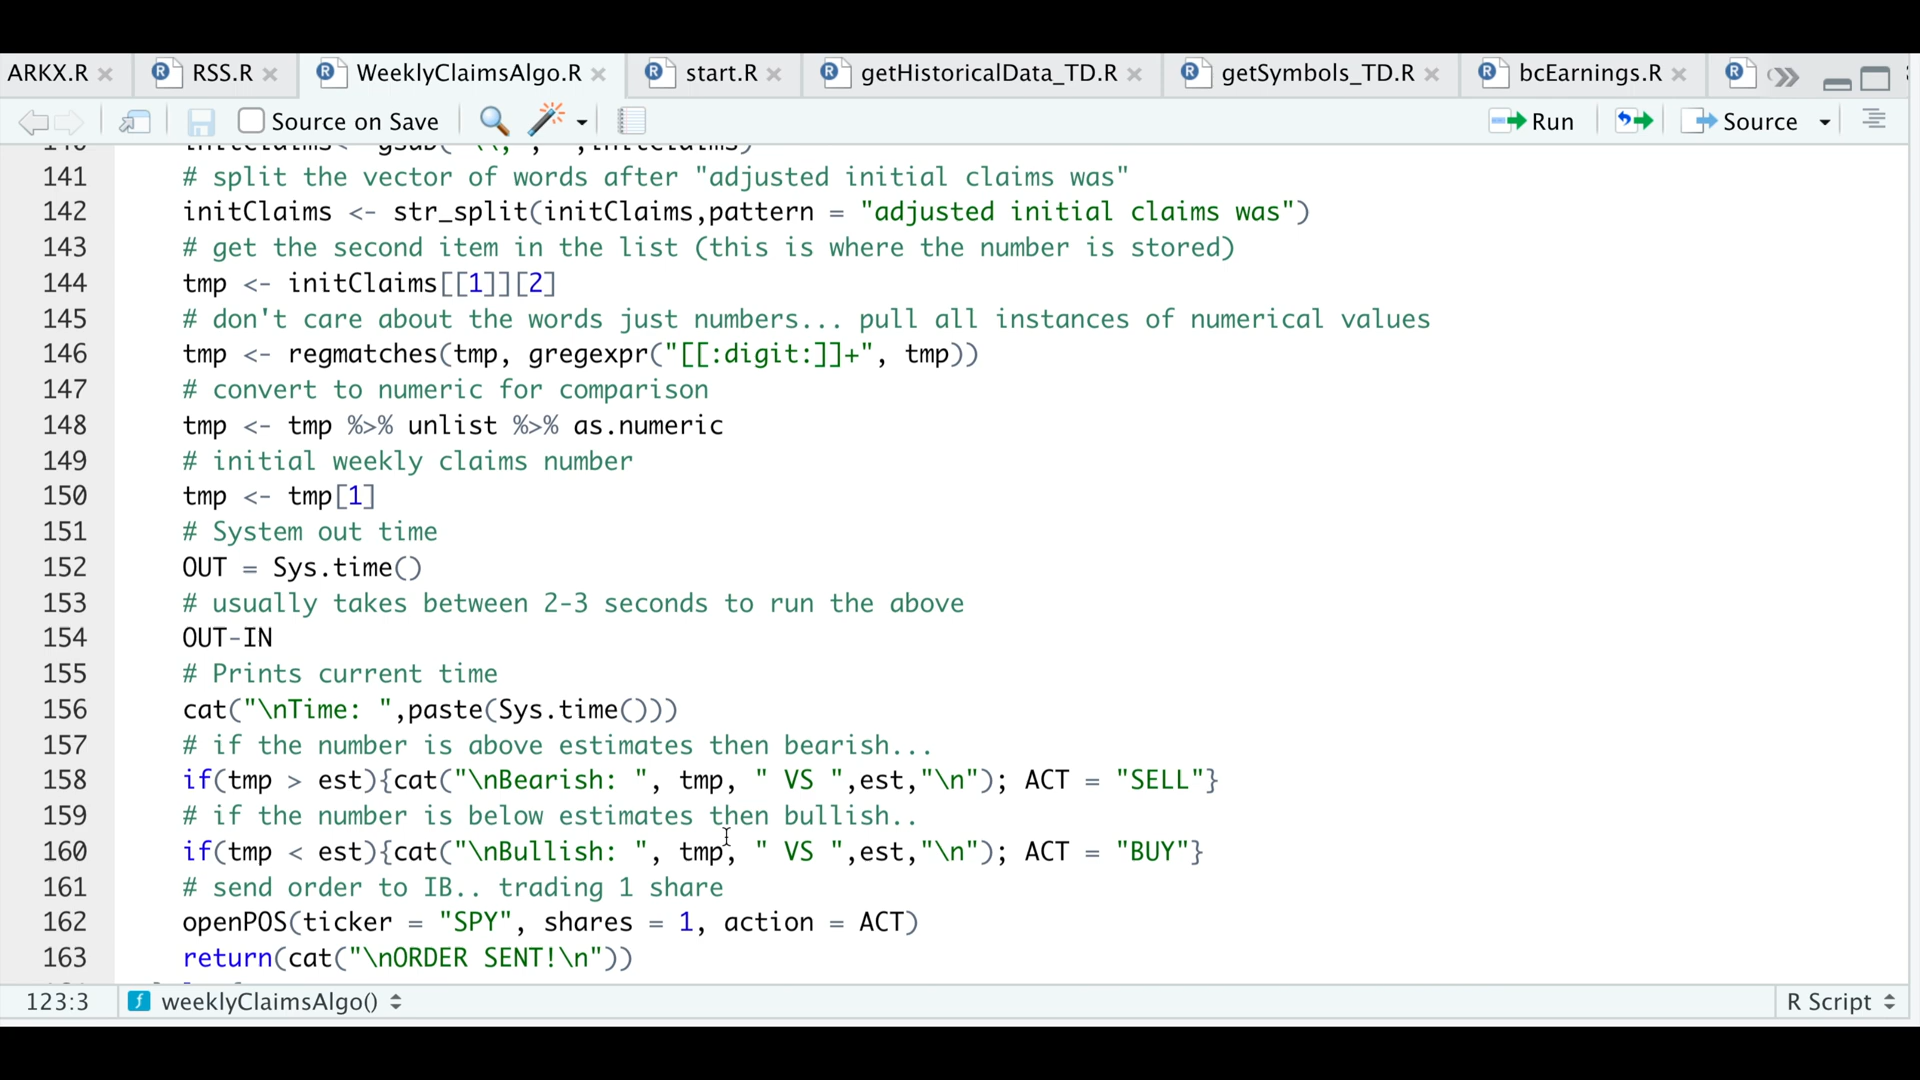 ARKX.R RSS.R WeeklyClaimsAlgo.R start.R getHistoricalData_TD.R getSymbols_TD.R bcEarnings.R
Source on Save Run Source
141 # split the vector of words after "adjusted initial claims was"
142 initClaims <- str_split(initClaims,pattern = "adjusted initial claims was")
143 # get the second item in the list (this is where the number is stored)
144 tmp <- initClaims[[1]][2]
145 # don't care about the words just numbers... pull all instances of numerical values
146 tmp <- regmatches(tmp, gregexpr("[[:digit:]]+", tmp))
147 # convert to numeric for comparison
148 tmp <- tmp %>% unlist %>% as.numeric
149 # initial weekly claims number
150 tmp <- tmp[1]
151 # System out time
152 OUT = Sys.time()
153 # usually takes between 2-3 seconds to run the above
154 OUT-IN
155 # Prints current time
156 cat("\nTime: ",paste(Sys.time()))
157 # if the number is above estimates then bearish...
158 if(tmp > est){cat("\nBearish: ", tmp, " VS ",est,"\n"); ACT = "SELL"}
159 # if the number is below estimates then bullish..
160 if(tmp < est){cat("\nBullish: ", tmp, " VS ",est,"\n"); ACT = "BUY"}
161 # send order to IB.. trading 1 share
162 openPOS(ticker = "SPY", shares = 1, action = ACT)
163 return(cat("\nORDER SENT!\n"))
123:3 weeklyClaimsAlgo() R Script